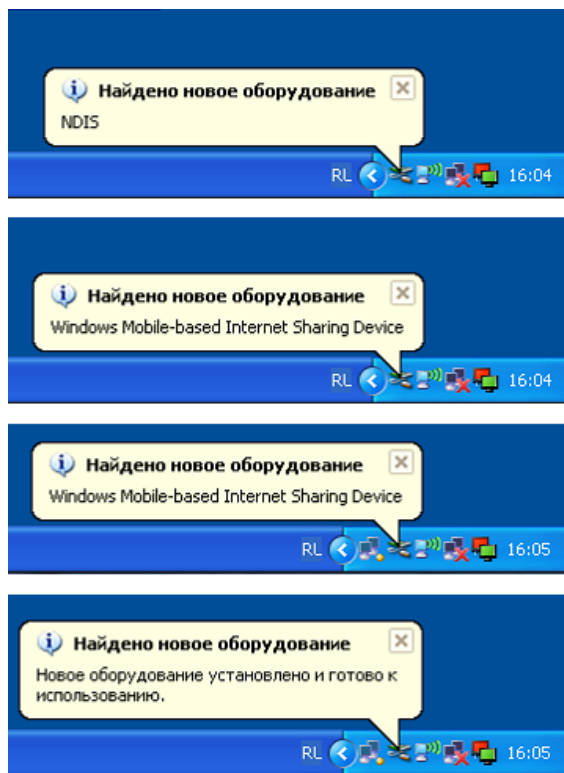 Найдено новое оборудование
NDIS
RL 16:04
Найдено новое оборудование
Windows Mobile-based Internet Sharing Device
RL 16:04
Найдено новое оборудование
Windows Mobile-based Internet Sharing Device
RL 16:05
Найдено новое оборудование
Новое оборудование установлено и готово к
использованию.
RL 16:05